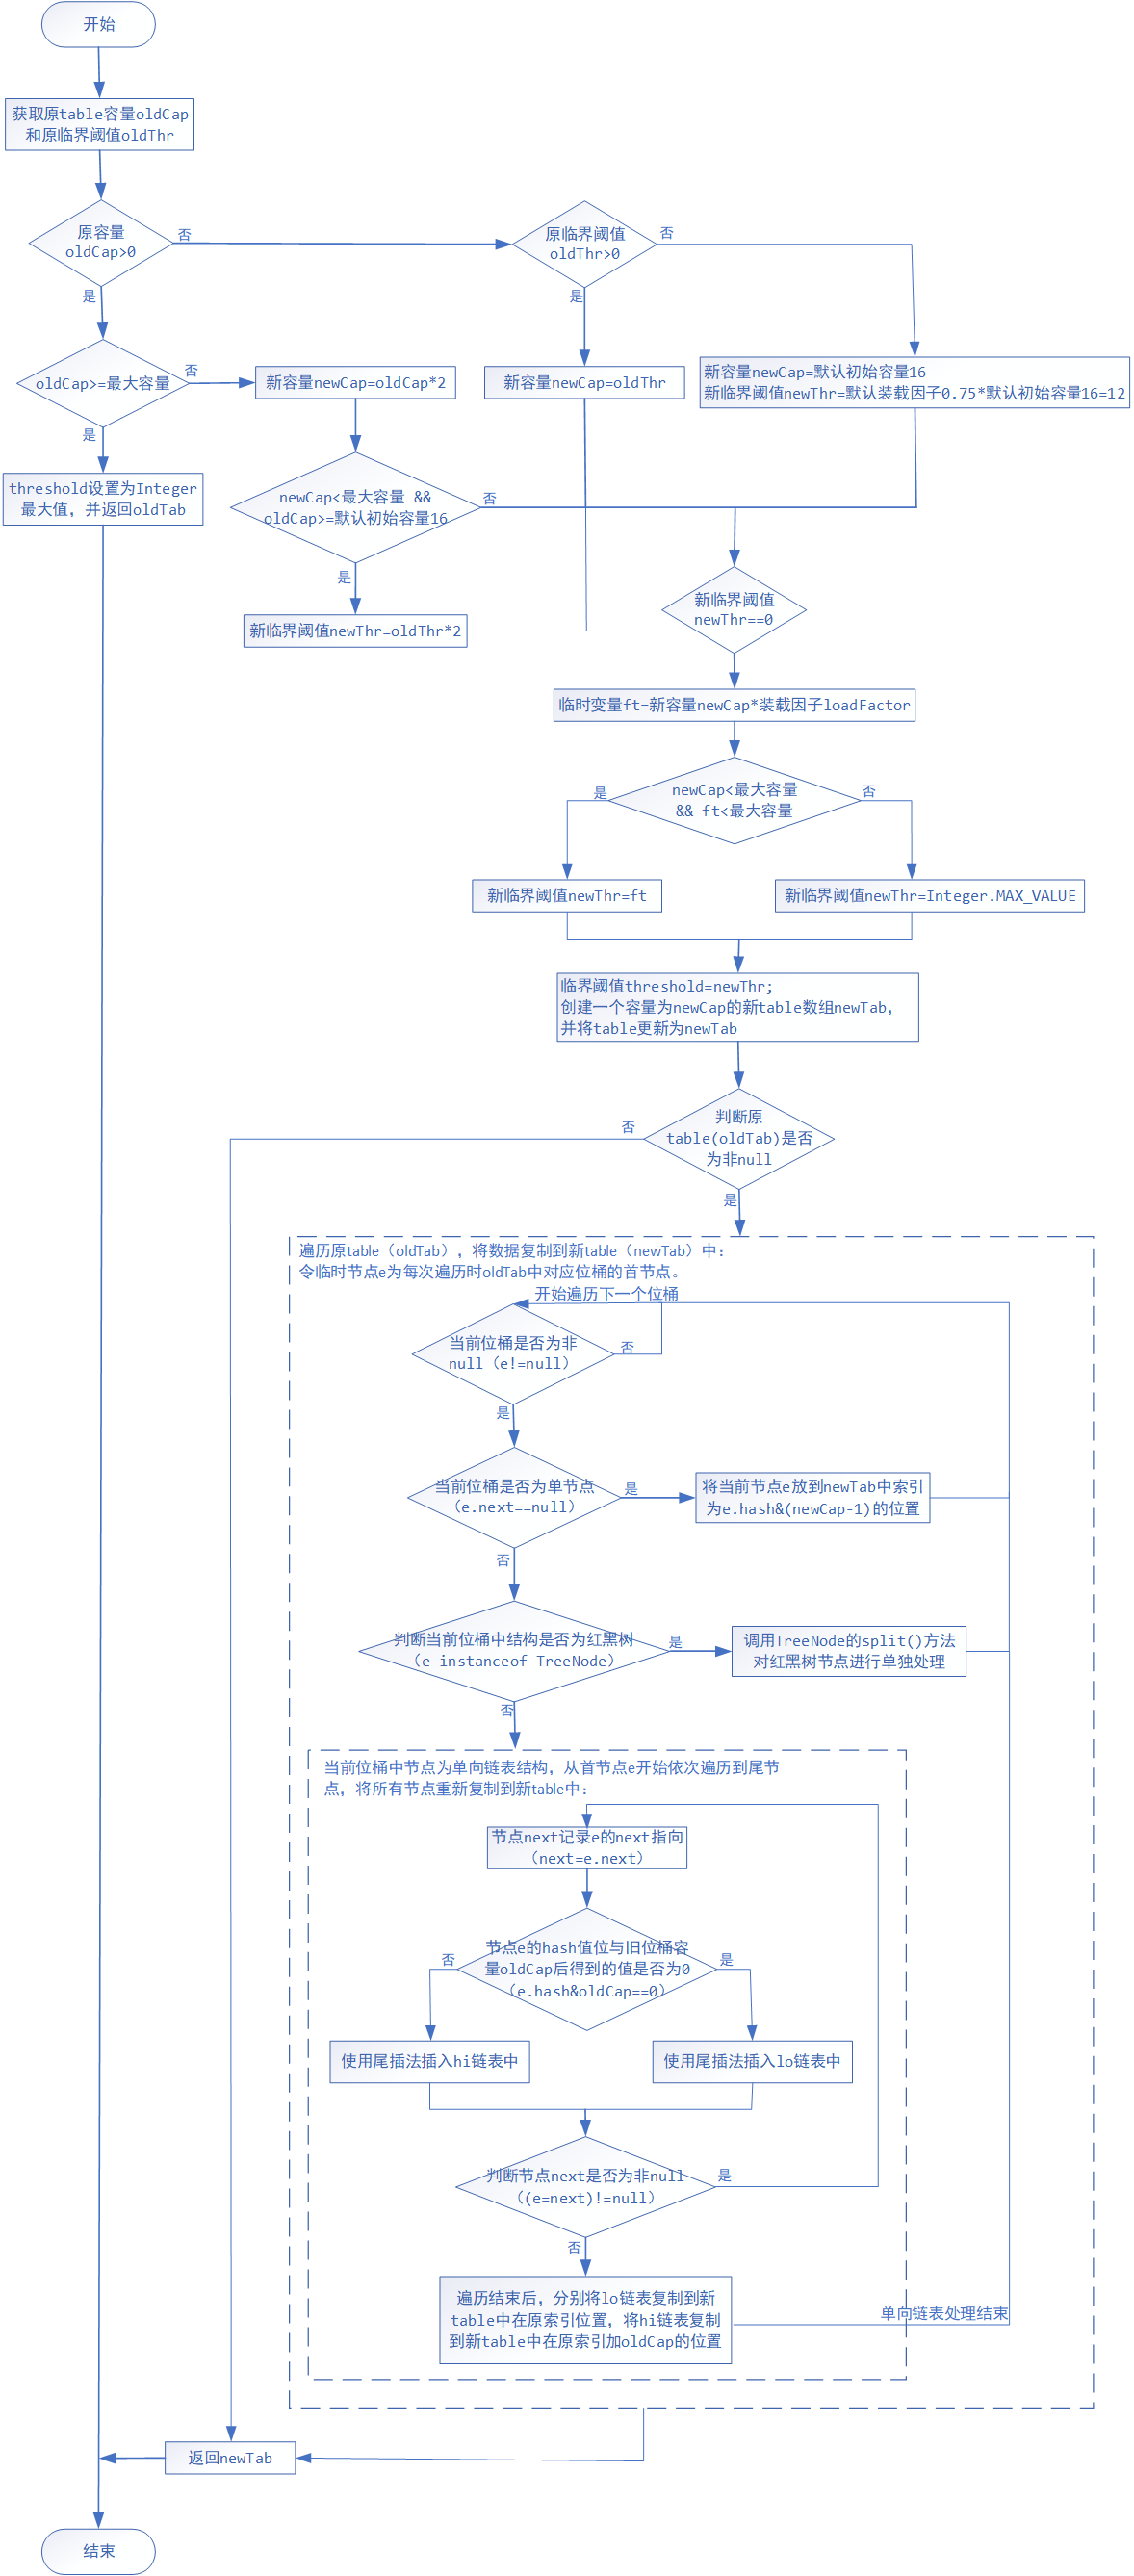 开始
获取原table容量oldCap
和原临界阈值oldThr
原容量
oldCap>0
否
是
原临界阈值
oldThr>0
否
是
oldCap>=最大容量
否
是
新容量newCap=oldCap*2
新容量newCap=oldThr
新容量newCap=默认初始容量16
新临界阈值newThr=默认装载因子0.75*默认初始容量16=12
threshold设置为Integer
最大值，并返回oldTab
newCap<最大容量 &&
oldCap>=默认初始容量16
否
是
新临界阈值newThr=oldThr*2
新临界阈值
newThr==0
临时变量ft=新容量newCap*装载因子loadFactor
newCap<最大容量
&& ft<最大容量
是
否
新临界阈值newThr=ft
新临界阈值newThr=Integer.MAX_VALUE
临界阈值threshold=newThr;
创建一个容量为newCap的新table数组newTab，
并将table更新为newTab
判断原
table(oldTab)是否
为非null
否
是
遍历原table（oldTab），将数据复制到新table（newTab）中：
令临时节点e为每次遍历时oldTab中对应位桶的首节点。
开始遍历下一个位桶
当前位桶是否为非
null（e!=null）
否
是
当前位桶是否为单节点
（e.next==null）
是
否
将当前节点e放到newTab中索引
为e.hash&(newCap-1)的位置
判断当前位桶中结构是否为红黑树
（e instanceof TreeNode）
是
否
调用TreeNode的split()方法
对红黑树节点进行单独处理
当前位桶中节点为单向链表结构，从首节点e开始依次遍历到尾节
点，将所有节点重新复制到新table中：
节点next记录e的next指向
（next=e.next）
节点e的hash值位与旧位桶容
量oldCap后得到的值是否为0
（e.hash&oldCap==0）
否
是
使用尾插法插入hi链表中
使用尾插法插入lo链表中
判断节点next是否为非null
（(e=next)!=null）
是
否
遍历结束后，分别将lo链表复制到新
table中在原索引位置，将hi链表复制
到新table中在原索引加oldCap的位置
单向链表处理结束
返回newTab
结束